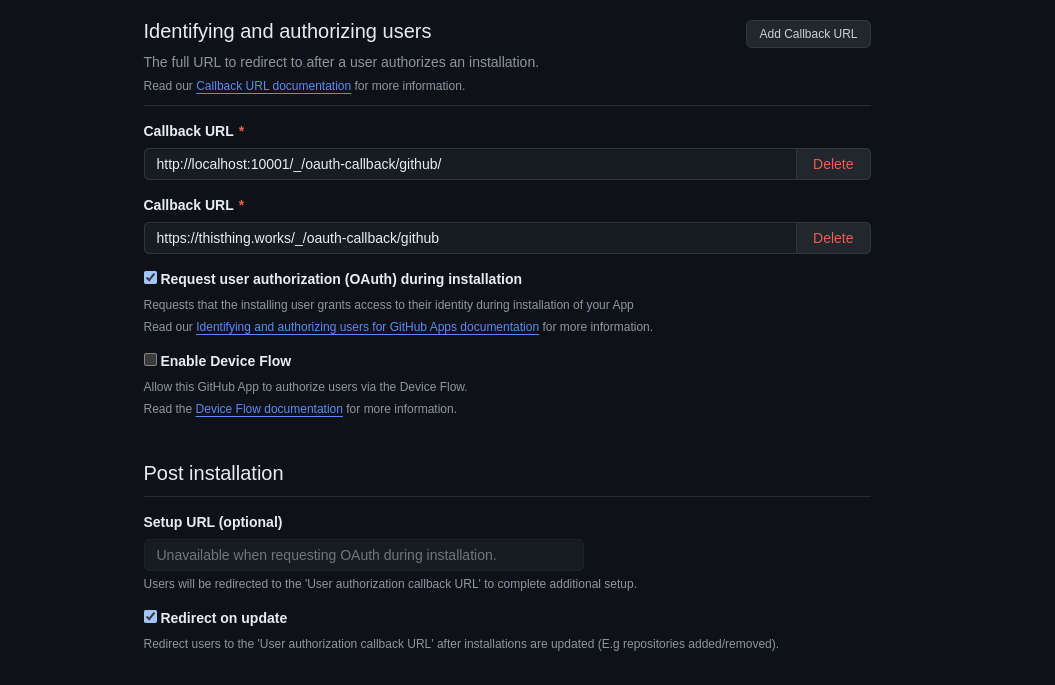 Identifying and authorizing users
Add Callback URL
The full URL to redirect to after a user authorizes an installation.
Read our Callback URL documentation for more information.
Callback URL *
http://localhost:10001/_/oauth-callback/github/
Delete
Callback URL *
https://thisthing.works/_/oauth-callback/github
Delete
Request user authorization (OAuth) during installation
Requests that the installing user grants access to their identity during installation of your App
Read our Identifying and authorizing users for GitHub Apps documentation for more information.
Enable Device Flow
Allow this GitHub App to authorize users via the Device Flow.
Read the Device Flow documentation for more information.
Post installation
Setup URL (optional)
Unavailable when requesting OAuth during installation.
Users will be redirected to the 'User authorization callback URL' to complete additional setup.
Redirect on update
Redirect users to the 'User authorization callback URL' after installations are updated (E.g repositories added/removed).